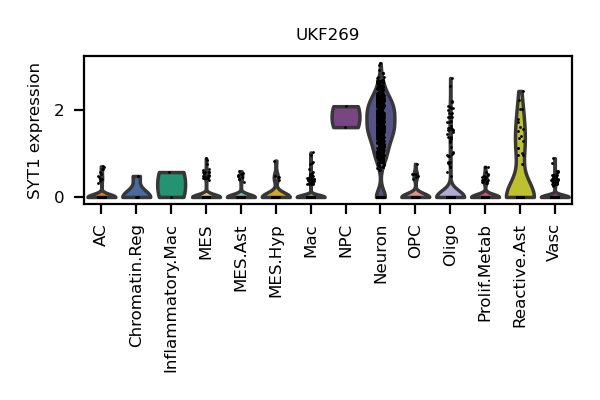 UKF269
SYT1 expression
2
0
AC
Chromatin.Reg
Inflammatory.Mac
MES
MES.Ast
MES.Hyp
Mac
NPC
Neuron
OPC
Oligo
Prolif.Metab
Reactive.Ast
Vasc